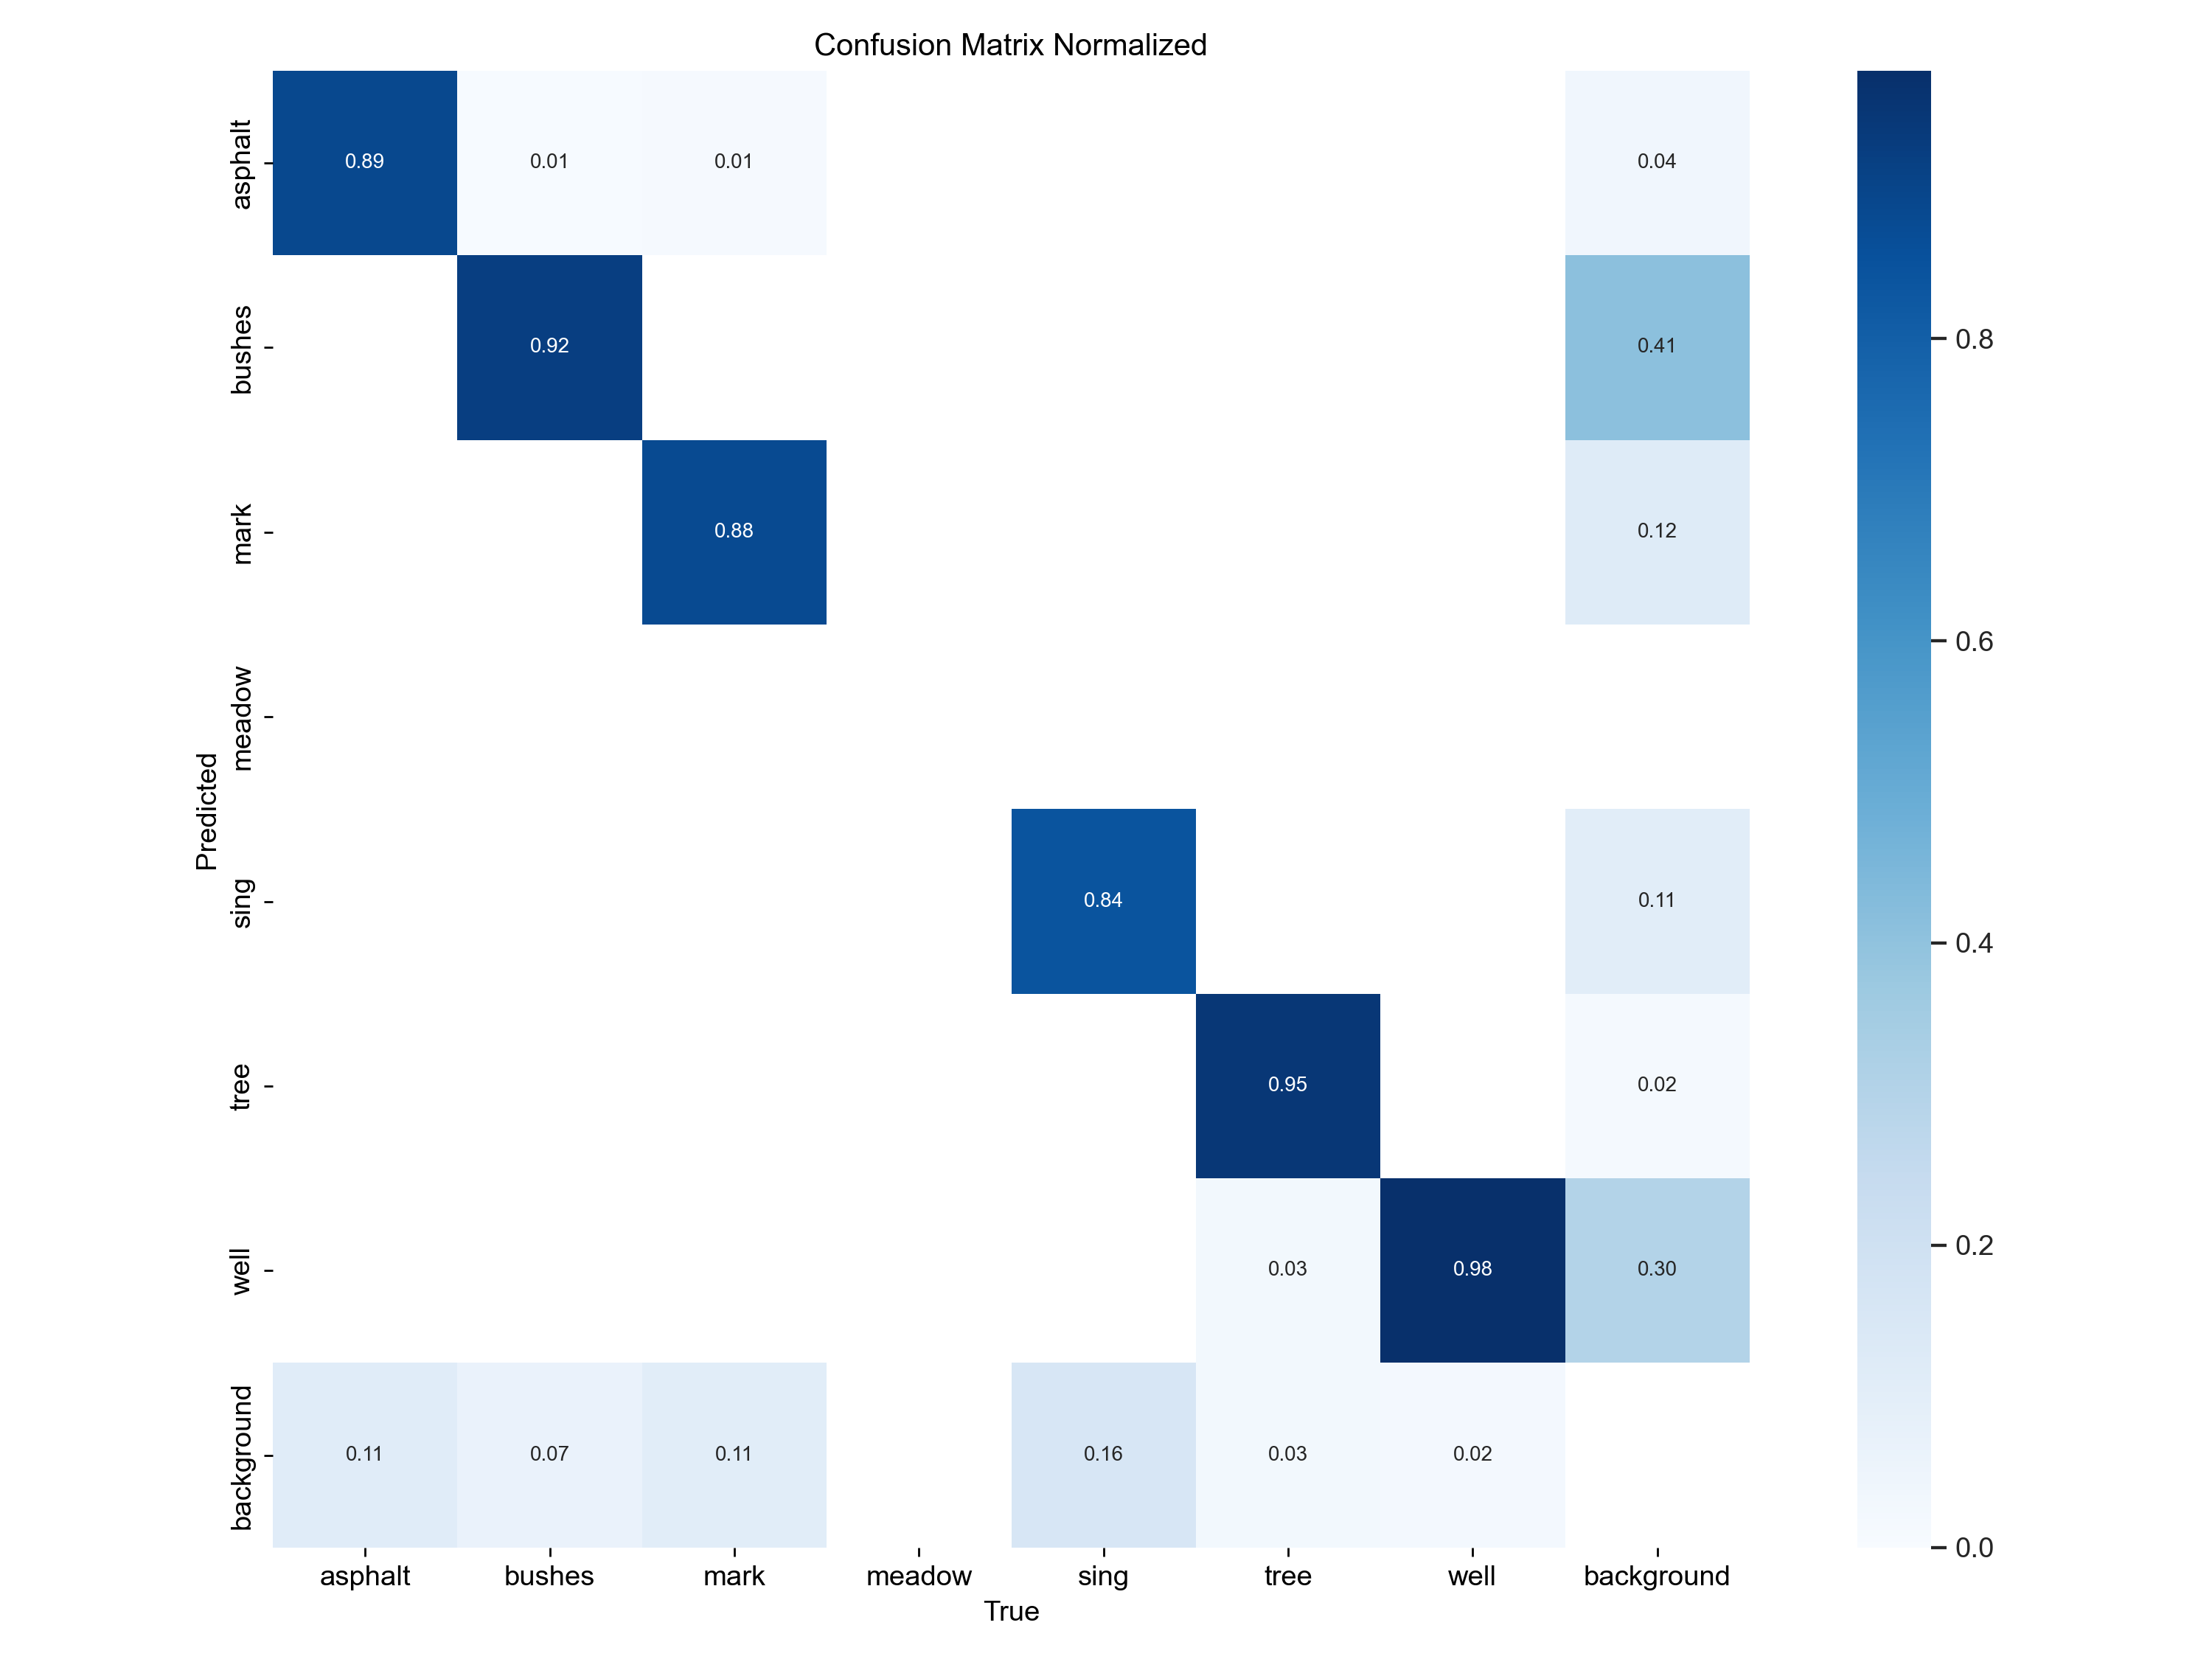 Confusion Matrix Normalized
asphalt 0.89 0.01 0.01 0.04
bushes 0.92 0.41 0.8
mark 0.88 0.12 0.6
meadow
Predicted
sing 0.84 0.11 0.4
tree 0.95 0.02
well 0.03 0.98 0.30 0.2
background 0.11 0.07 0.11 0.16 0.03 0.02 0.0
asphalt bushes mark meadow sing tree well background
True